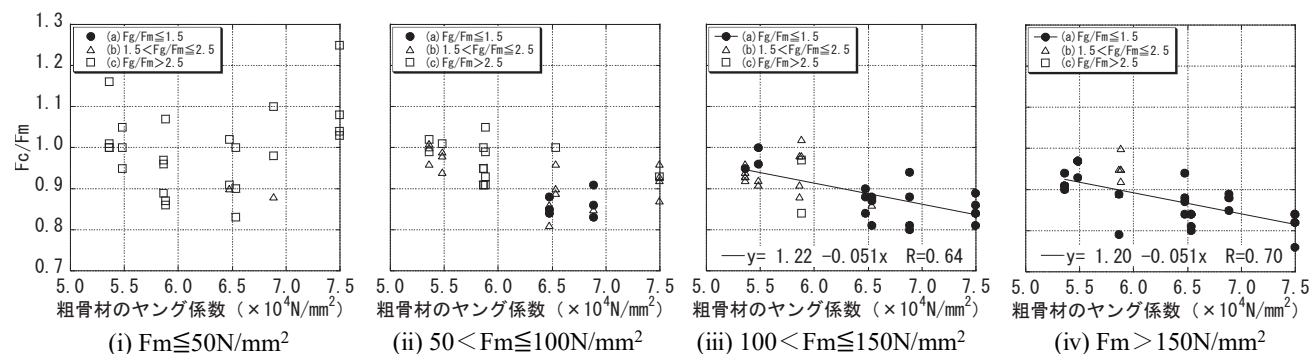 1.3
1.2
1.1
1.0
0.9
0.8
0.7
Fc/Fm
(a) Fg/Fm≦1.5
(b) 1.5<Fg/Fm≦2.5
(c) Fg/Fm>2.5
5.0 5.5 6.0 6.5 7.0 7.5
粗骨材のヤング係数(×10⁴N/mm²)
(i) Fm≦50N/mm²
(a) Fg/Fm≦1.5
(b) 1.5<Fg/Fm≦2.5
(c) Fg/Fm>2.5
5.0 5.5 6.0 6.5 7.0 7.5
粗骨材のヤング係数(×10⁴N/mm²)
(ii) 50<Fm≦100N/mm²
(a) Fg/Fm≦1.5
(b) 1.5<Fg/Fm≦2.5
(c) Fg/Fm>2.5
y= 1.22 -0.051x R=0.64
5.0 5.5 6.0 6.5 7.0 7.5
粗骨材のヤング係数(×10⁴N/mm²)
(iii) 100<Fm≦150N/mm²
(a) Fg/Fm≦1.5
(b) 1.5<Fg/Fm≦2.5
(c) Fg/Fm>2.5
y= 1.20 -0.051x R=0.70
5.0 5.5 6.0 6.5 7.0 7.5
粗骨材のヤング係数(×10⁴N/mm²)
(iv) Fm>150N/mm²